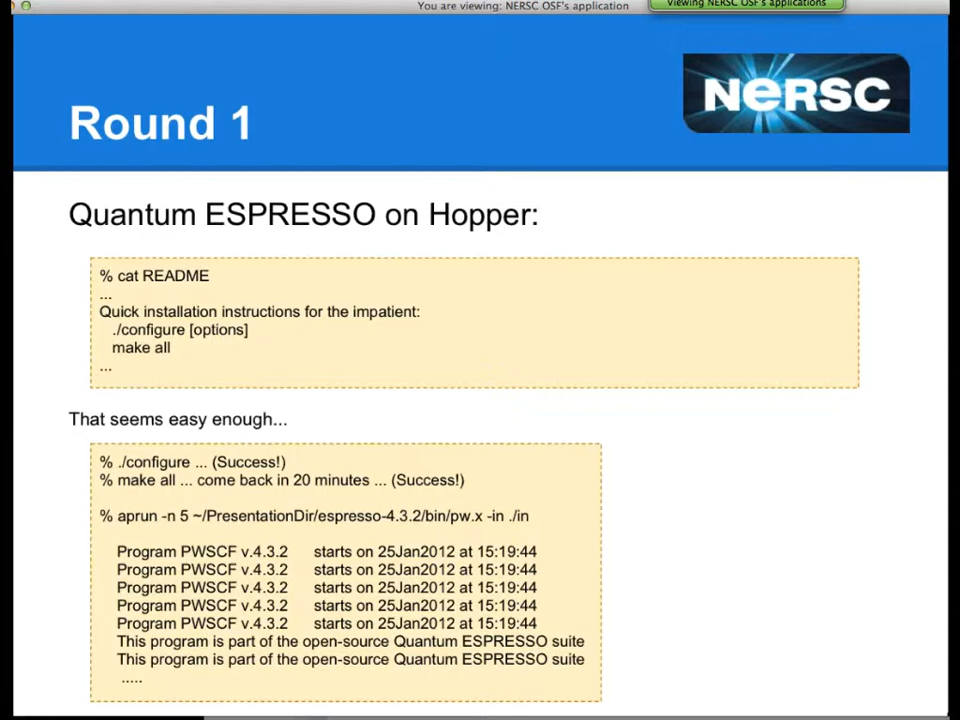 You are viewing: NERSC OSF's application
Viewing NERSC OSF's applications
NERSC
Round 1
Quantum ESPRESSO on Hopper:
% cat README
...
Quick installation instructions for the impatient:
./configure [options]
make all
...
That seems easy enough...
% ./configure ... (Success!)
% make all ... come back in 20 minutes ... (Success!)
% aprun -n 5 ~/PresentationDir/espresso-4.3.2/bin/pw.x -in ./in
Program PWSCF v.4.3.2 starts on 25Jan2012 at 15:19:44
Program PWSCF v.4.3.2 starts on 25Jan2012 at 15:19:44
Program PWSCF v.4.3.2 starts on 25Jan2012 at 15:19:44
Program PWSCF v.4.3.2 starts on 25Jan2012 at 15:19:44
Program PWSCF v.4.3.2 starts on 25Jan2012 at 15:19:44
This program is part of the open-source Quantum ESPRESSO suite
This program is part of the open-source Quantum ESPRESSO suite
.....